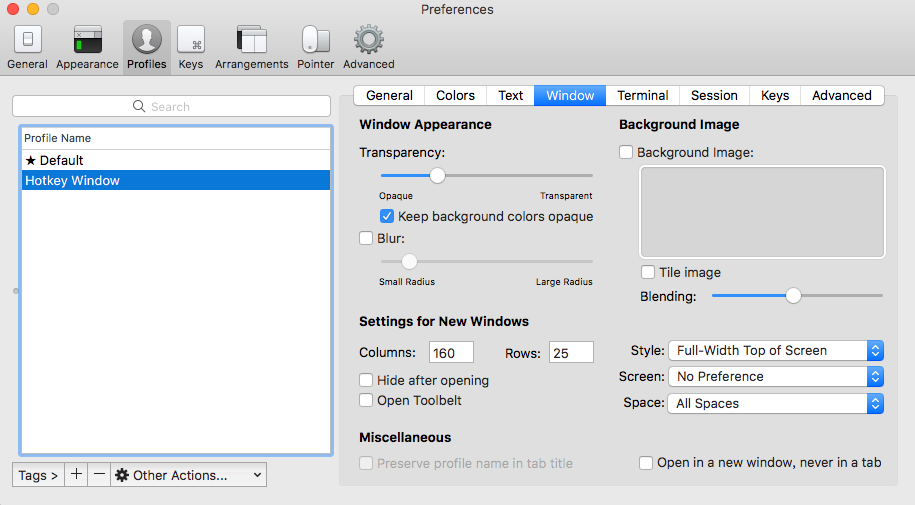 Preferences
General Appearance Profiles Keys Arrangements Pointer Advanced
Search
Profile Name
★ Default
Hotkey Window
Tags > + − Other Actions...
General Colors Text Window Terminal Session Keys Advanced
Window Appearance
Transparency:
Opaque Transparent
Keep background colors opaque
Blur:
Small Radius Large Radius
Background Image
Background Image:
Tile image
Blending:
Settings for New Windows
Columns: 160 Rows: 25
Hide after opening
Open Toolbelt
Style: Full-Width Top of Screen
Screen: No Preference
Space: All Spaces
Miscellaneous
Preserve profile name in tab title
Open in a new window, never in a tab